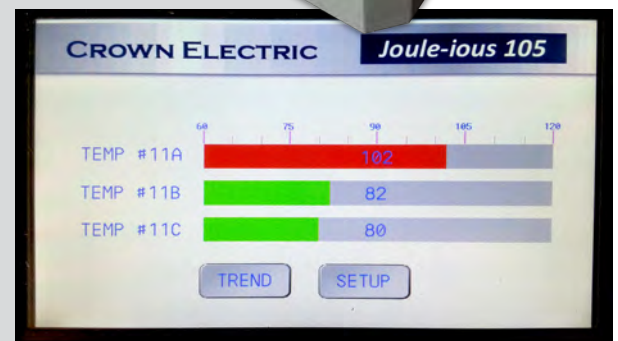 CROWN ELECTRIC Joule-ious 105
60 75 90 105 120
TEMP #11A 102
TEMP #11B 82
TEMP #11C 80
TREND SETUP